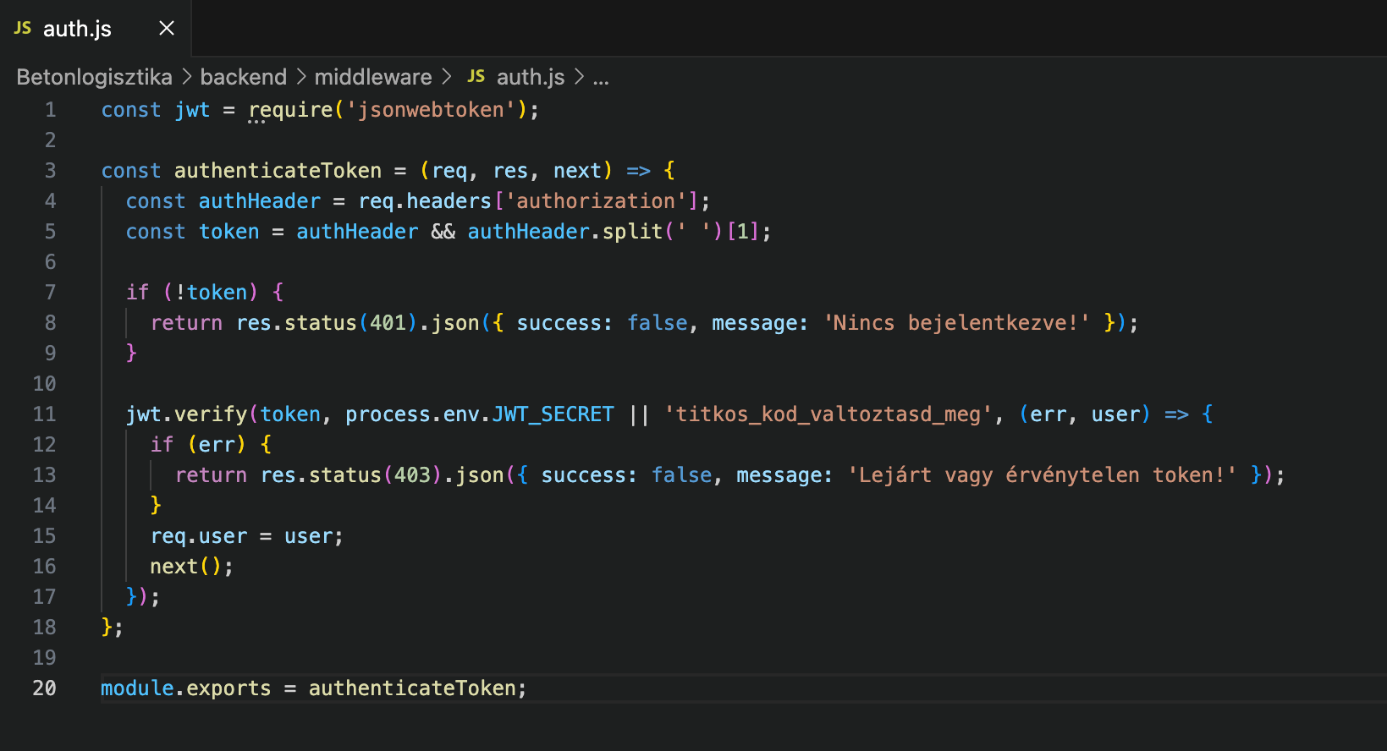 JS auth.js ×
Betonlogisztika > backend > middleware > JS auth.js > ...
1 const jwt = require('jsonwebtoken');
2
3 const authenticateToken = (req, res, next) => {
4   const authHeader = req.headers['authorization'];
5   const token = authHeader && authHeader.split(' ')[1];
6
7   if (!token) {
8     return res.status(401).json({ success: false, message: 'Nincs bejelentkezve!' });
9   }
10
11   jwt.verify(token, process.env.JWT_SECRET || 'titkos_kod_valtoztasd_meg', (err, user) => {
12     if (err) {
13       return res.status(403).json({ success: false, message: 'Lejárt vagy érvénytelen token!' });
14     }
15     req.user = user;
16     next();
17   });
18 };
19
20 module.exports = authenticateToken;